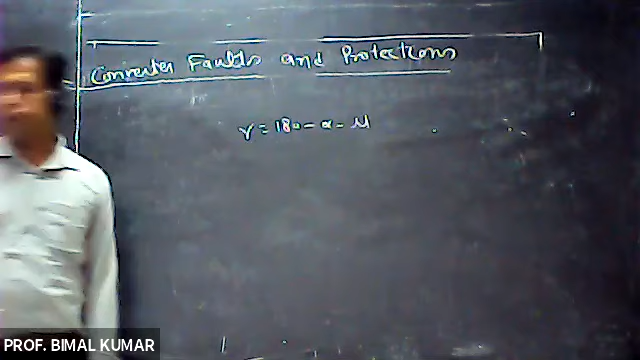 Converter Faults and Protections
γ = 180 - α - μ
PROF. BIMAL KUMAR